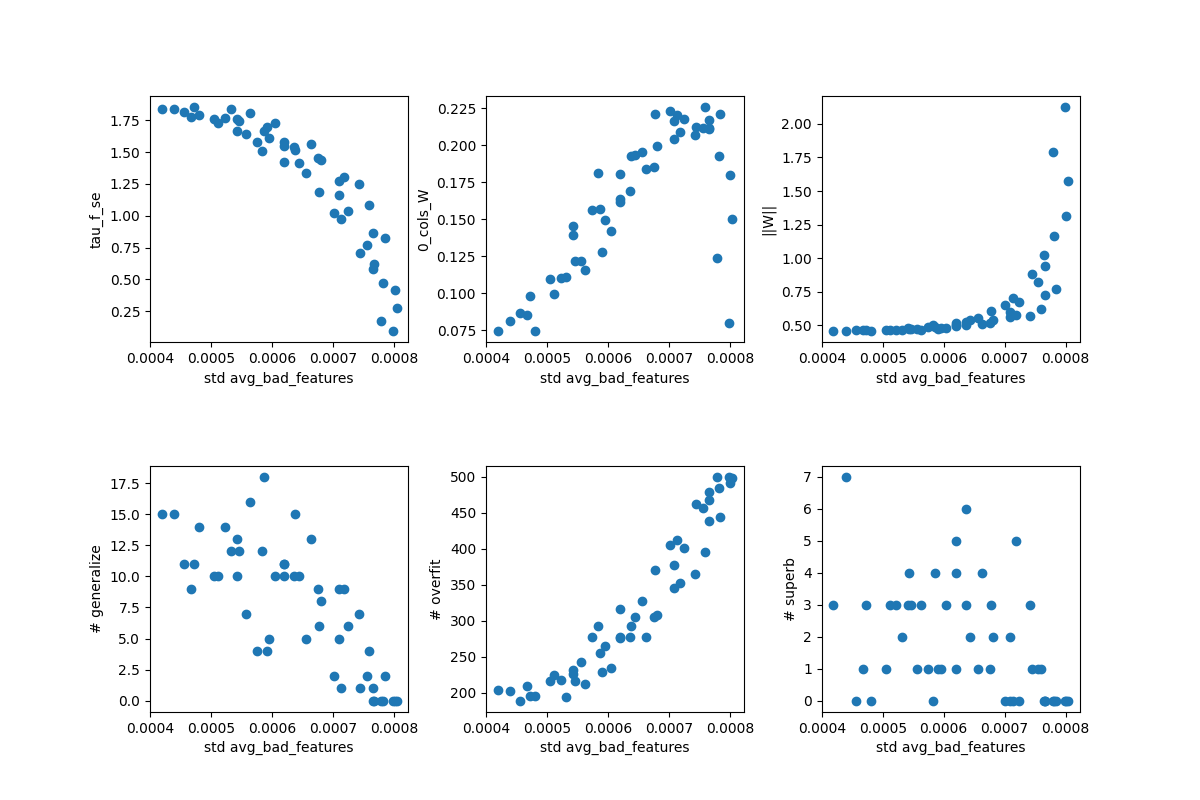 1.75
1.50
1.25
1.00
0.75
0.50
0.25
tau_f_se
0.0004 0.0005 0.0006 0.0007 0.0008
std avg_bad_features
0.225
0.200
0.175
0.150
0.125
0.100
0.075
0_cols_W
0.0004 0.0005 0.0006 0.0007 0.0008
std avg_bad_features
2.00
1.75
1.50
1.25
1.00
0.75
0.50
||W||
0.0004 0.0005 0.0006 0.0007 0.0008
std avg_bad_features
17.5
15.0
12.5
10.0
7.5
5.0
2.5
0.0
# generalize
0.0004 0.0005 0.0006 0.0007 0.0008
std avg_bad_features
500
450
400
350
300
250
200
# overfit
0.0004 0.0005 0.0006 0.0007 0.0008
std avg_bad_features
7
6
5
4
3
2
1
0
# superb
0.0004 0.0005 0.0006 0.0007 0.0008
std avg_bad_features